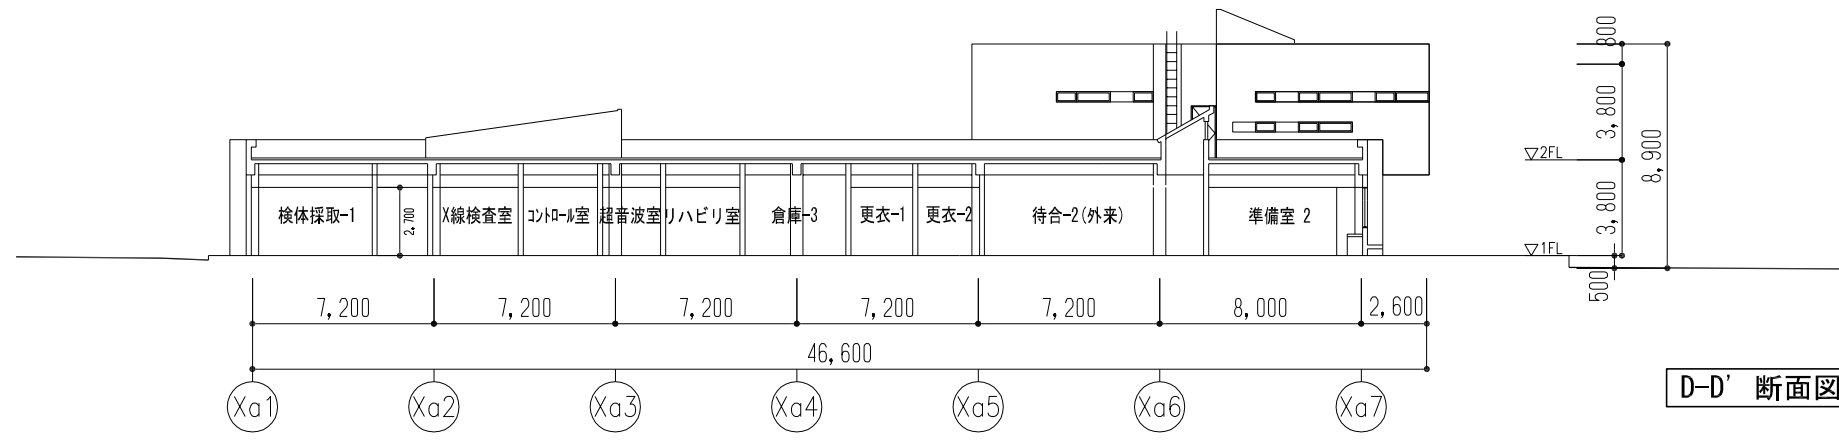 800
3,800
8,900
▽2FL
3,800
▽1FL
500
検体採取-1
2,700
X線検査室
コントロール室
超音波室
リハビリ室
倉庫-3
更衣-1
更衣-2
待合-2(外来)
準備室 2
7,200
7,200
7,200
7,200
7,200
8,000
2,600
46,600
Xa1
Xa2
Xa3
Xa4
Xa5
Xa6
Xa7
D-D' 断面図